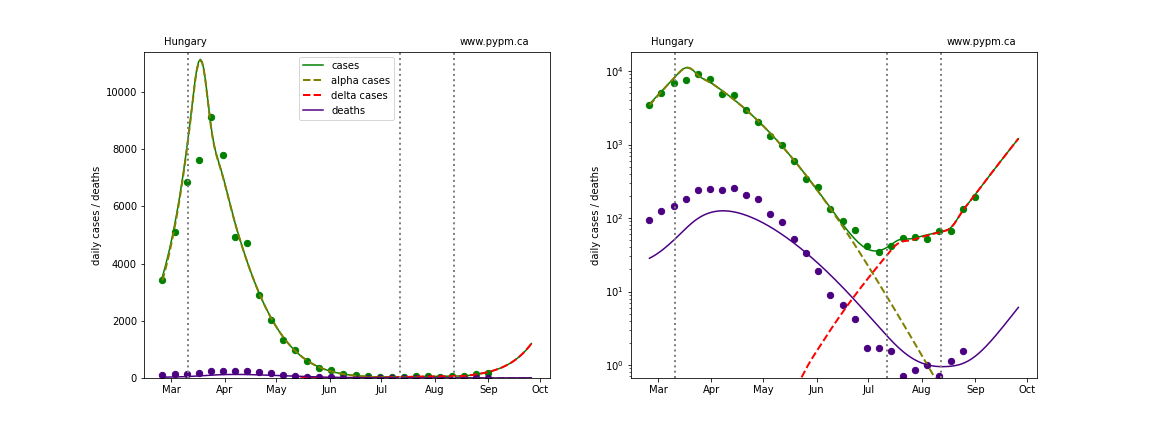 Hungary www.pypm.ca
cases
alpha cases
delta cases
deaths
daily cases / deaths
10000
8000
6000
4000
2000
0
Mar Apr May Jun Jul Aug Sep Oct
Hungary www.pypm.ca
daily cases / deaths
10⁴
10³
10²
10¹
10⁰
Mar Apr May Jun Jul Aug Sep Oct